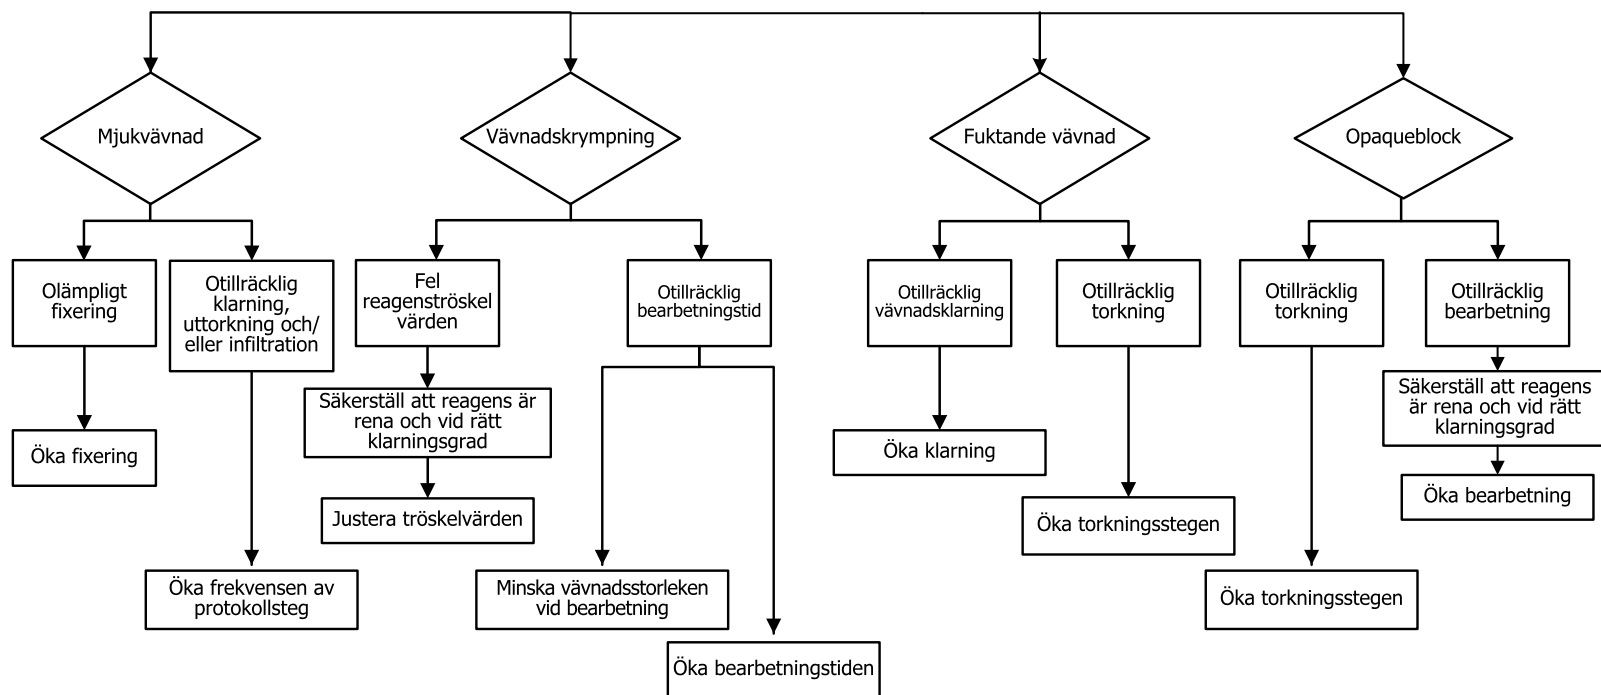 Mjukvävnad
Vävnadskrympning
Fuktande vävnad
Opaqueblock
Olämpligt
fixering
Otillräcklig
klarning,
uttorkning och/
eller infiltration
Fel
reagenströskel
värden
Otillräcklig
bearbetningstid
Otillräcklig
vävnadsklarning
Otillräcklig
torkning
Otillräcklig
torkning
Otillräcklig
bearbetning
Säkerställ att reagens är
rena och vid rätt
klarningsgrad
Säkerställ att reagens
är rena och vid rätt
klarningsgrad
Öka fixering
Öka klarning
Öka bearbetning
Justera tröskelvärden
Öka torkningsstegen
Öka frekvensen av
protokollsteg
Minska vävnadsstorleken
vid bearbetning
Öka torkningsstegen
Öka bearbetningstiden